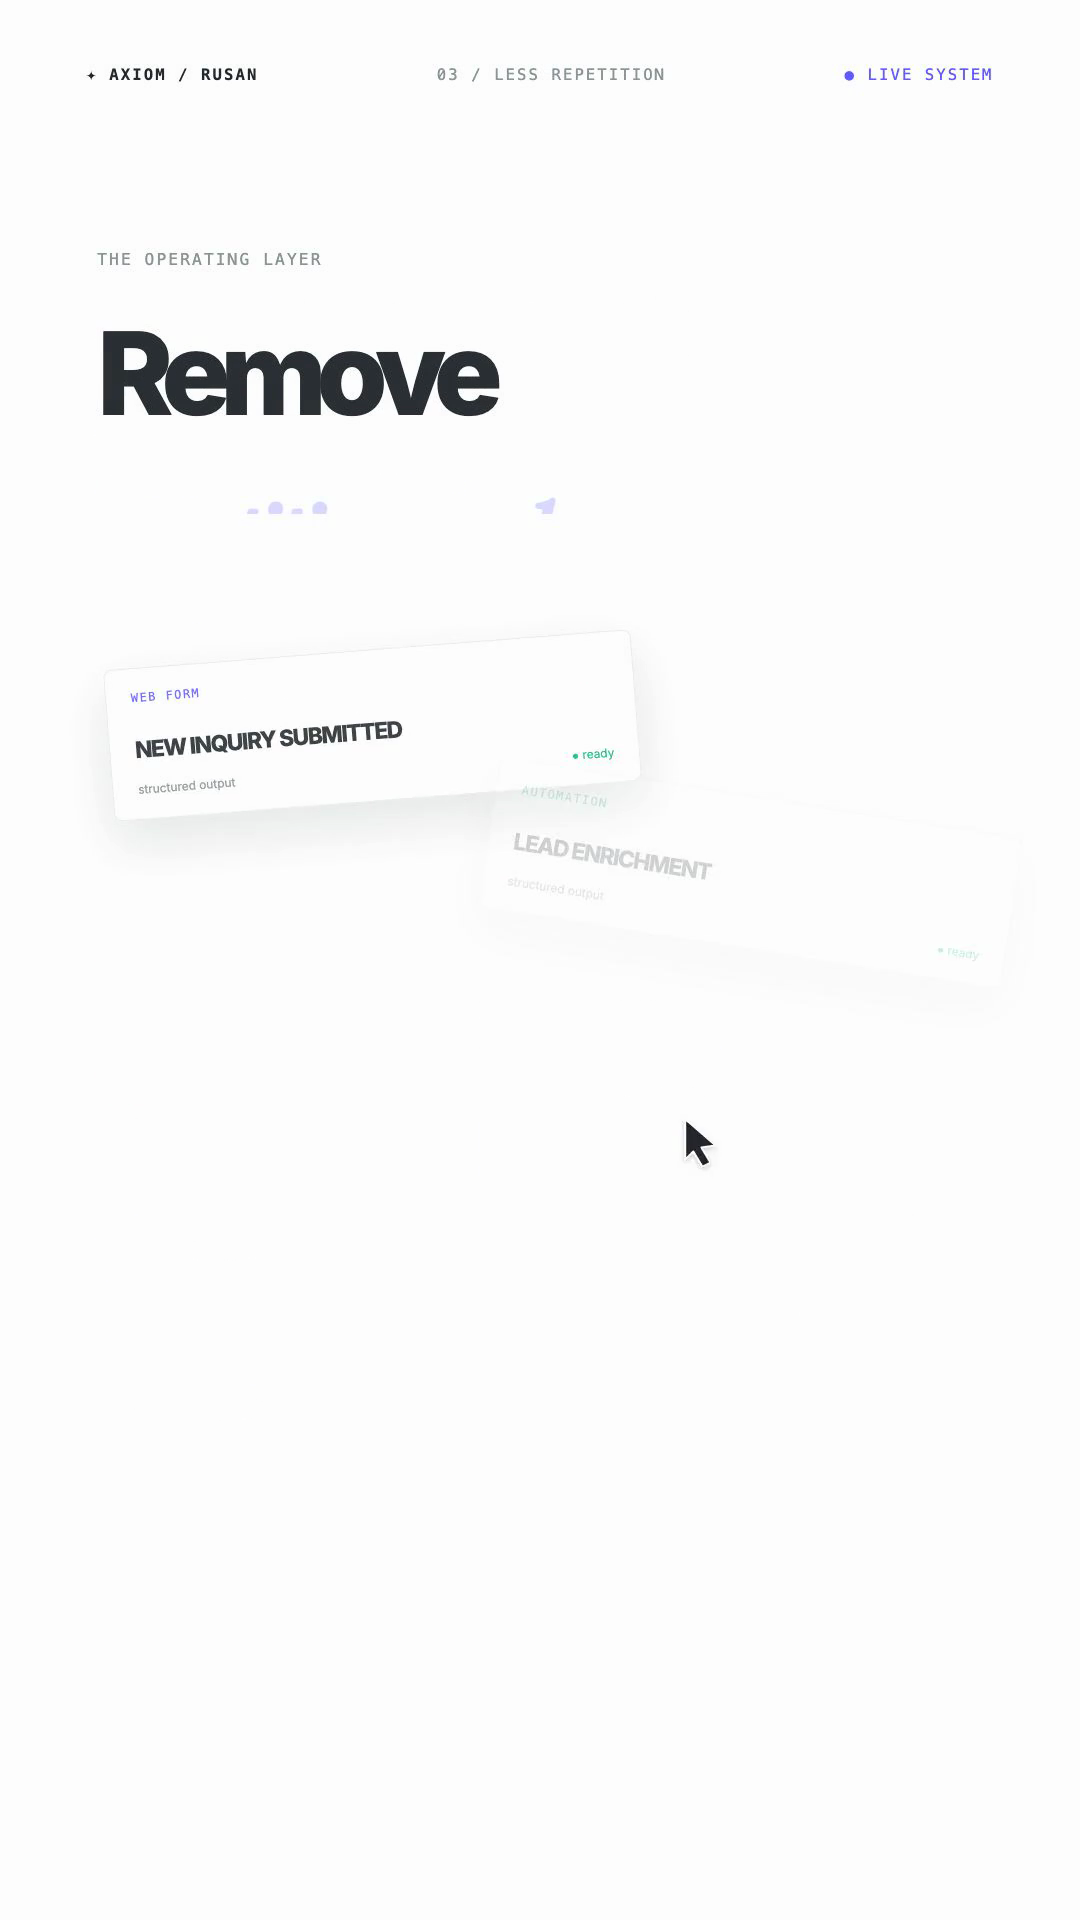 ✦ AXIOM / RUSAN
03 / LESS REPETITION
● LIVE SYSTEM
THE OPERATING LAYER
Remove
WEB FORM
NEW INQUIRY SUBMITTED
● ready
structured output
AUTOMATION
LEAD ENRICHMENT
structured output
● ready